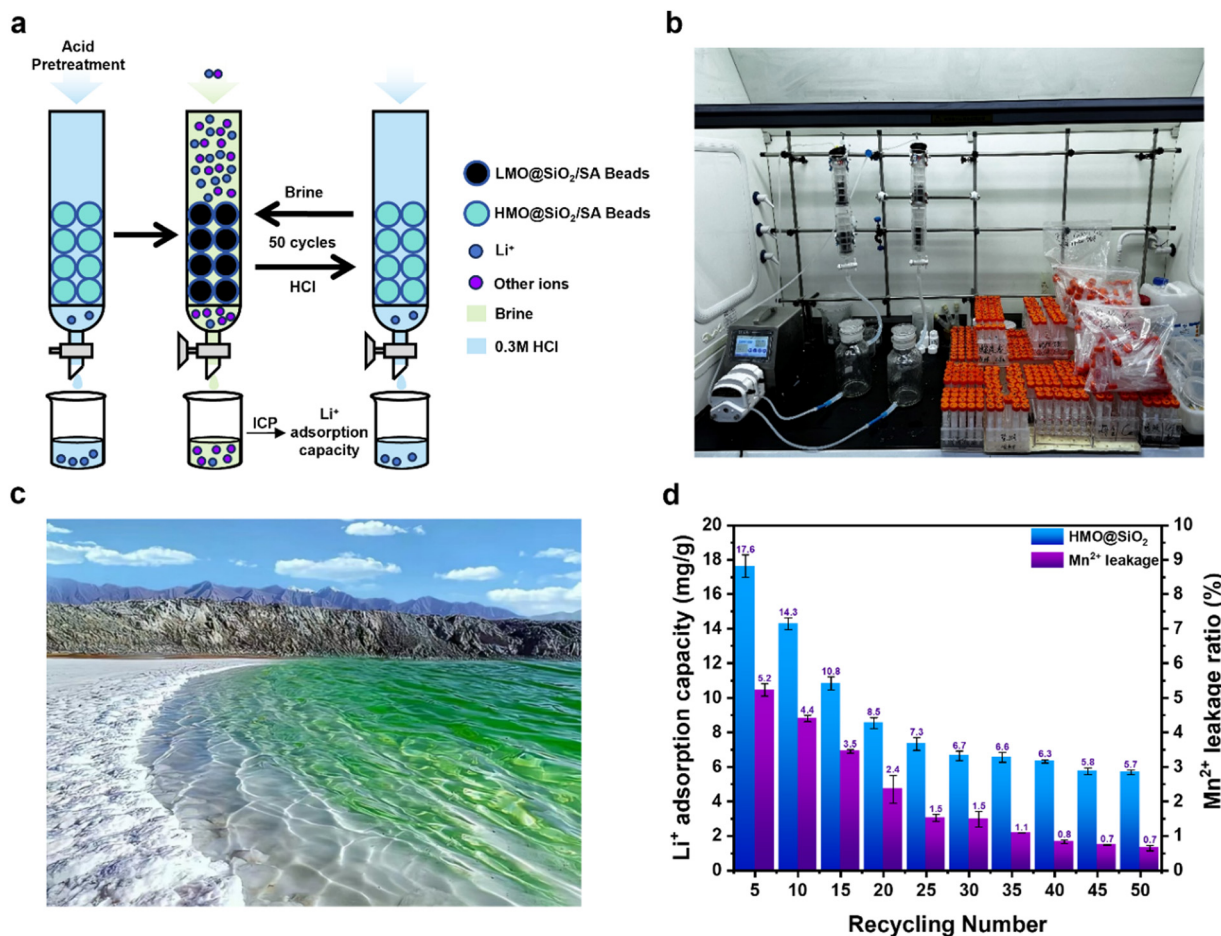 a
Acid
Pretreatment
Brine
50 cycles
HCl
ICP
Li⁺
adsorption
capacity
LMO@SiO₂/SA Beads
HMO@SiO₂/SA Beads
Li⁺
Other ions
Brine
0.3M HCl
b
c
d
Li⁺ adsorption capacity (mg/g)
20
18
16
14
12
10
8
6
4
2
0
HMO@SiO₂
Mn²⁺ leakage
17.6
5.2
14.3
4.4
10.8
3.5
8.5
2.4
7.3
1.5
6.7
1.5
6.6
1.1
6.3
0.8
5.8
0.7
5.7
0.7
10
9
8
7
6
5
4
3
2
1
0
Mn²⁺ leakage ratio (%)
5 10 15 20 25 30 35 40 45 50
Recycling Number